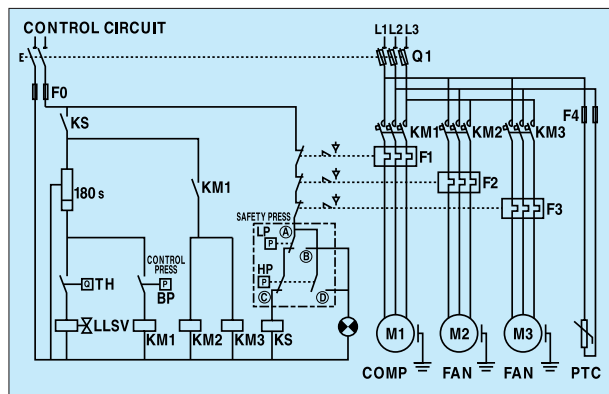 CONTROL CIRCUIT
L1 L2 L3
E
Q1
F0
F4
KS
KM1
KM2
KM3
F1
180 s
KM1
F2
F3
SAFETY PRESS
LP
P
A
B
CONTROL
PRESS
HP
P
C
D
Q
TH
P
BP
LLSV
KM1
KM2
KM3
KS
M1
M2
M3
COMP
FAN
FAN
PTC